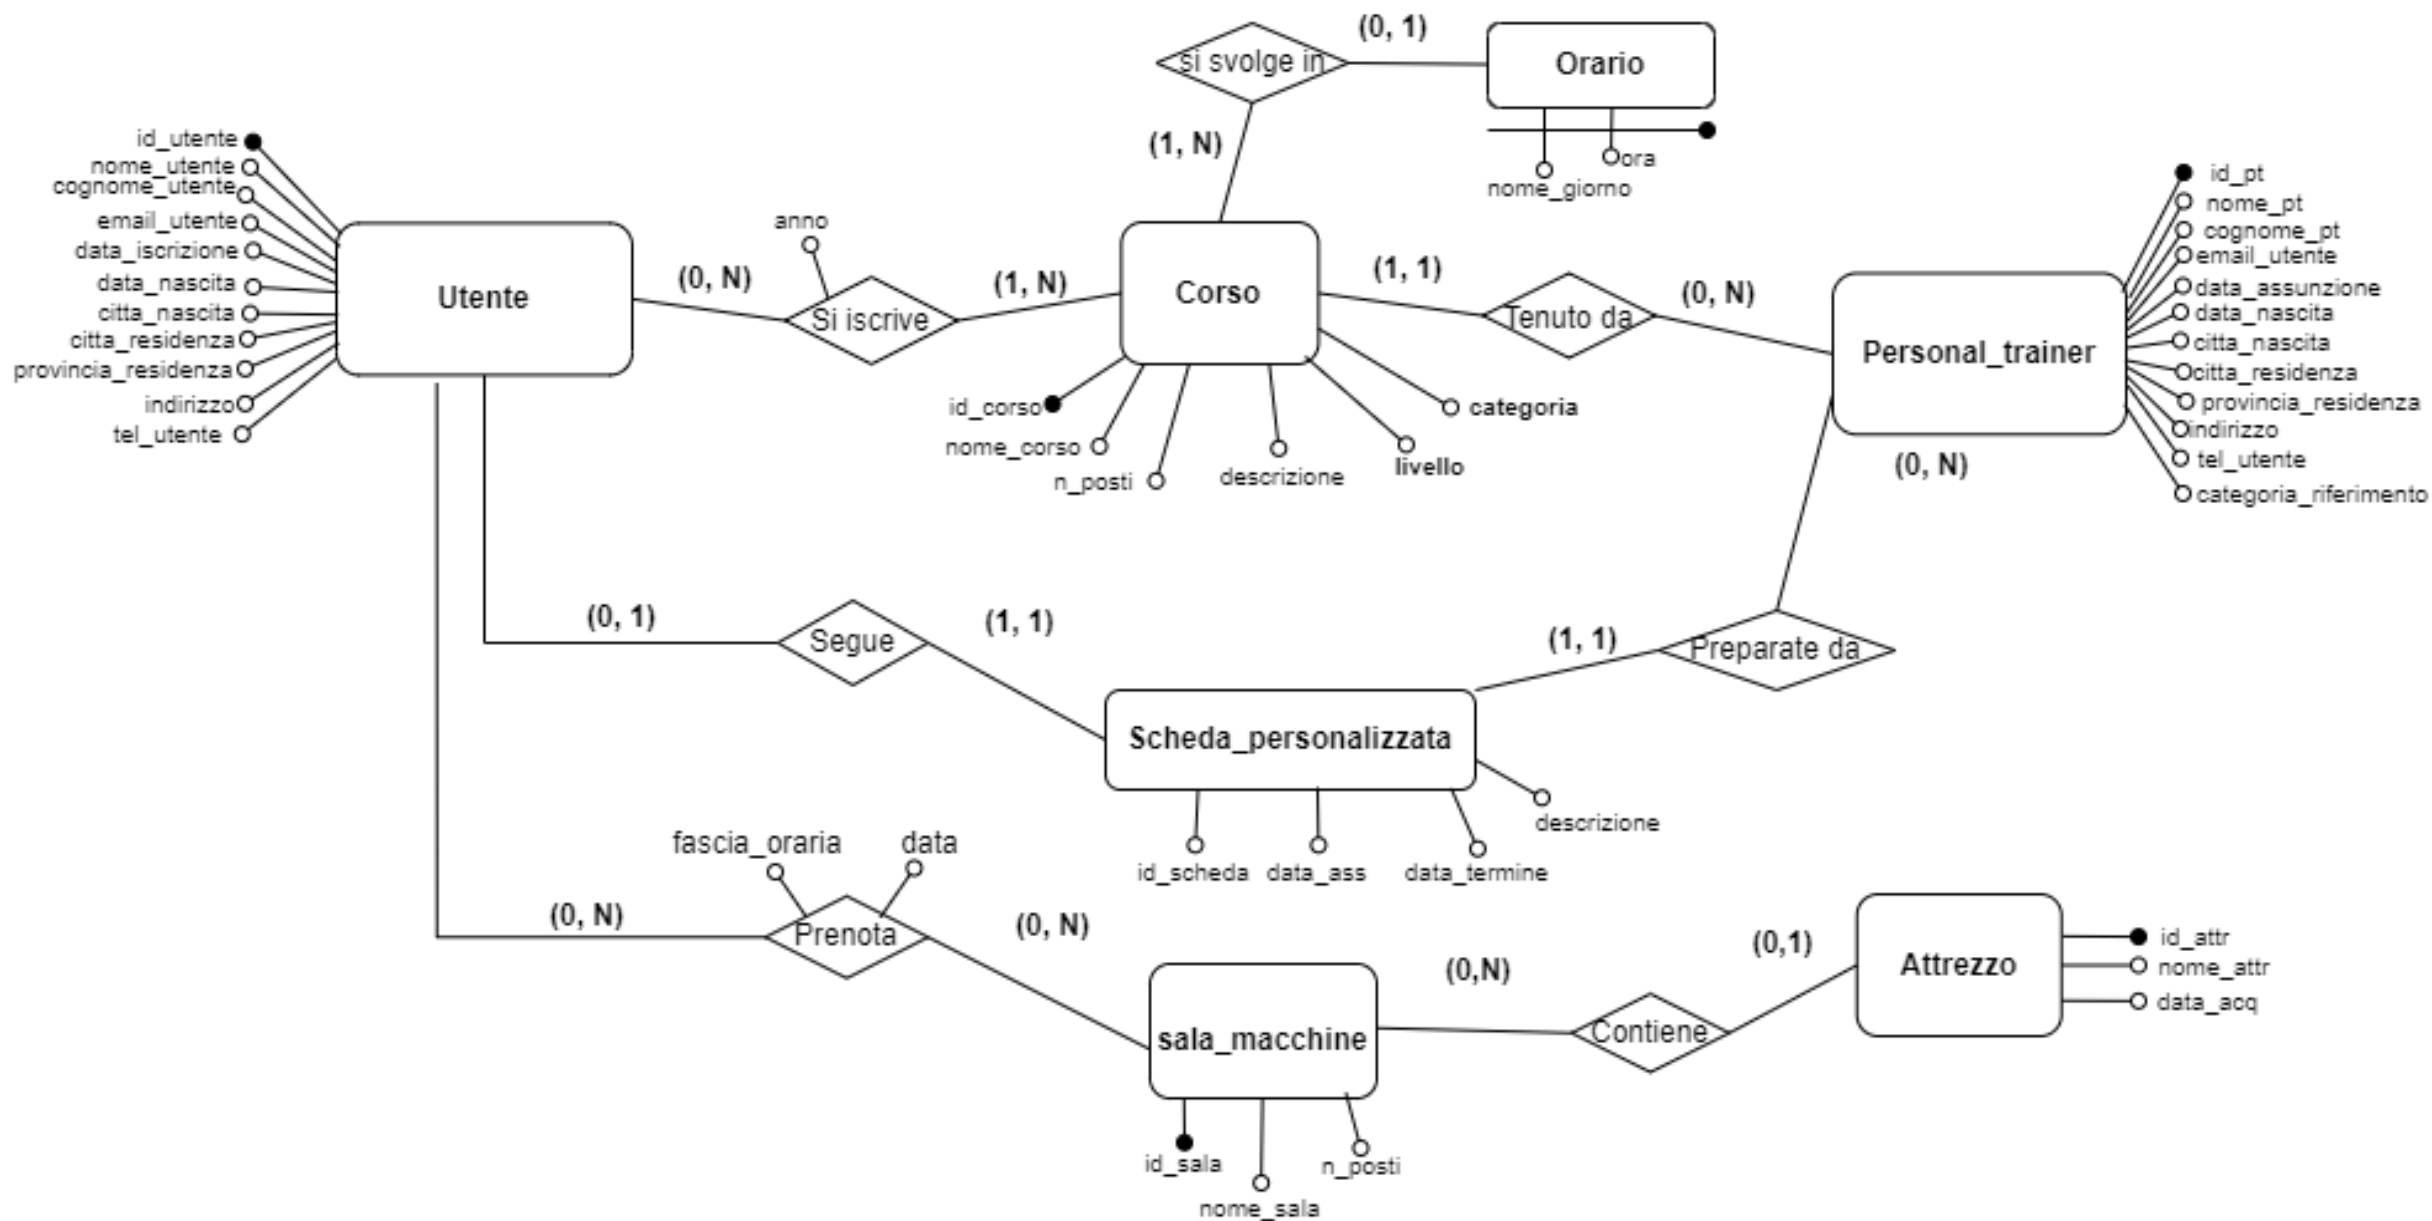 (0, 1)
si svolge in
Orario
(1, N)
ora
nome_giorno
id_utente
nome_utente
cognome_utente
email_utente
data_iscrizione
data_nascita
citta_nascita
citta_residenza
provincia_residenza
indirizzo
tel_utente
Utente
(0, N)
anno
Si iscrive
(1, N)
Corso
id_corso
nome_corso
n_posti
descrizione
livello
categoria
(1, 1)
Tenuto da
(0, N)
Personal_trainer
(0, N)
id_pt
nome_pt
cognome_pt
email_utente
data_assunzione
data_nascita
citta_nascita
citta_residenza
provincia_residenza
indirizzo
tel_utente
categoria_riferimento
(0, 1)
Segue
(1, 1)
(1, 1)
Preparate da
Scheda_personalizzata
descrizione
id_scheda
data_ass
data_termine
fascia_oraria
data
(0, N)
Prenota
(0, N)
sala_macchine
id_sala
nome_sala
n_posti
(0,N)
Contiene
(0,1)
Attrezzo
id_attr
nome_attr
data_acq